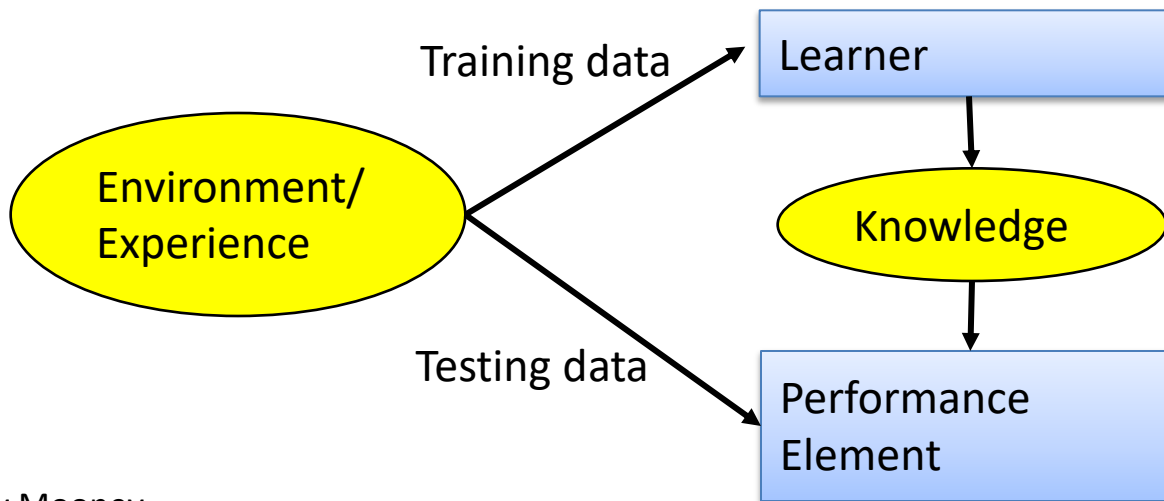 Training data
Learner
Environment/
Experience
Knowledge
Testing data
Performance
Element